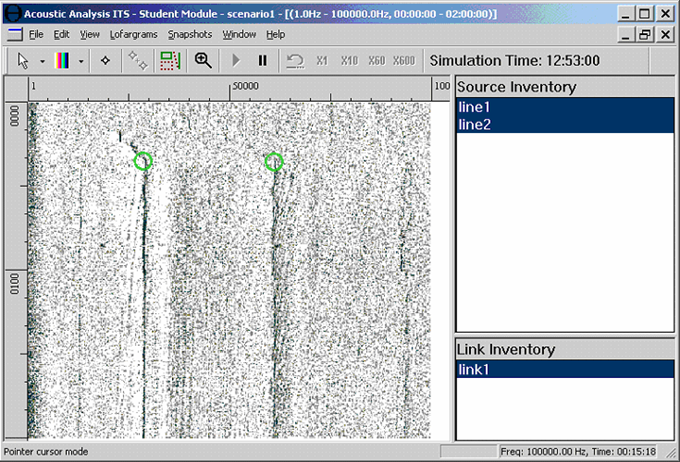 Acoustic Analysis ITS - Student Module - scenario1 - [(1.0Hz - 100000.0Hz, 00:00:00 - 02:00:00)]
File Edit View Lofargrams Snapshots Window Help
X1 X10 X60 X600 Simulation Time: 12:53:00
1 50000 100
0000
0100
Source Inventory
line1
line2
Link Inventory
link1
Pointer cursor mode
Freq: 100000.00 Hz, Time: 00:15:18